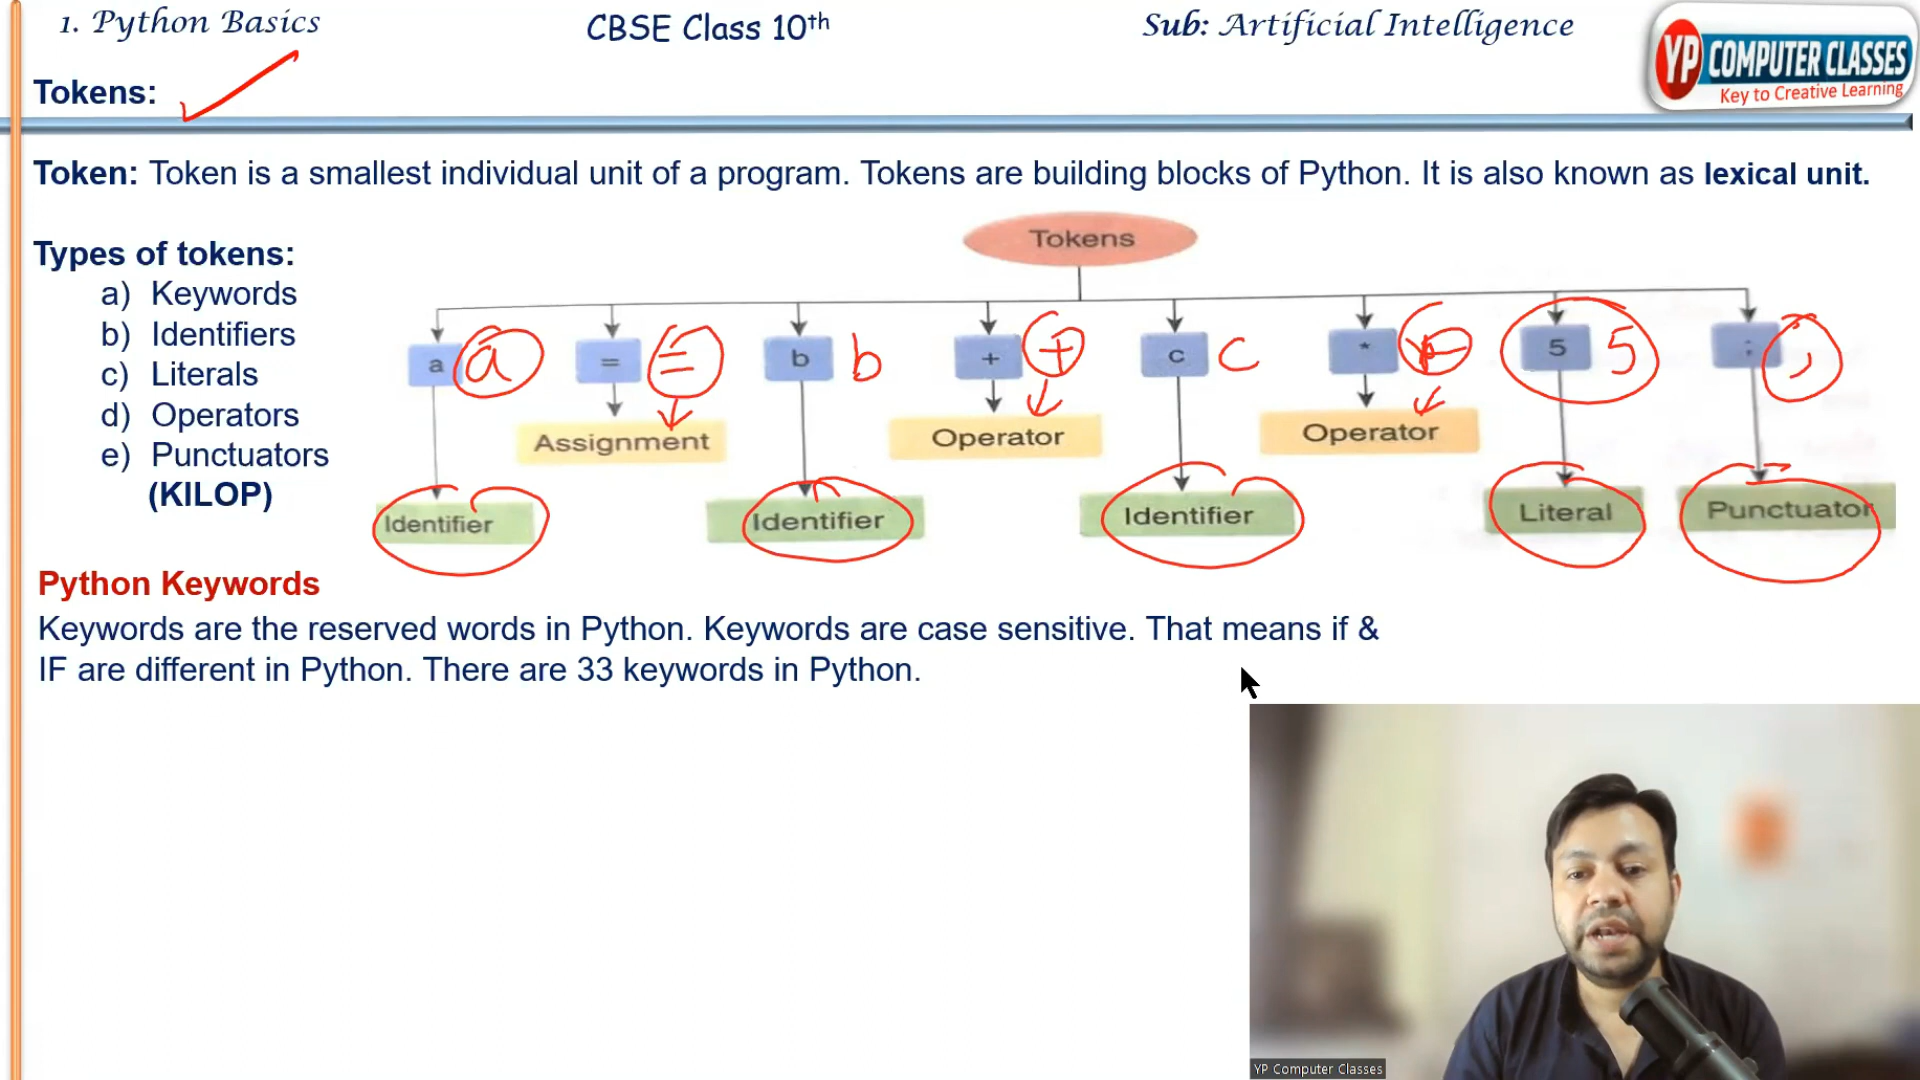 1. Python Basics
CBSE Class 10th
Sub: Artificial Intelligence
YP COMPUTER CLASSES
Key to Creative Learning
Tokens:
Token: Token is a smallest individual unit of a program. Tokens are building blocks of Python. It is also known as lexical unit.
Types of tokens:
a) Keywords
b) Identifiers
c) Literals
d) Operators
e) Punctuators
(KILOP)
Tokens
a a = = b b + + c c * * 5 5 ; ;
Assignment Operator Operator
Identifier Identifier Identifier Literal Punctuator
Python Keywords
Keywords are the reserved words in Python. Keywords are case sensitive. That means if &
IF are different in Python. There are 33 keywords in Python.
YP Computer Classes